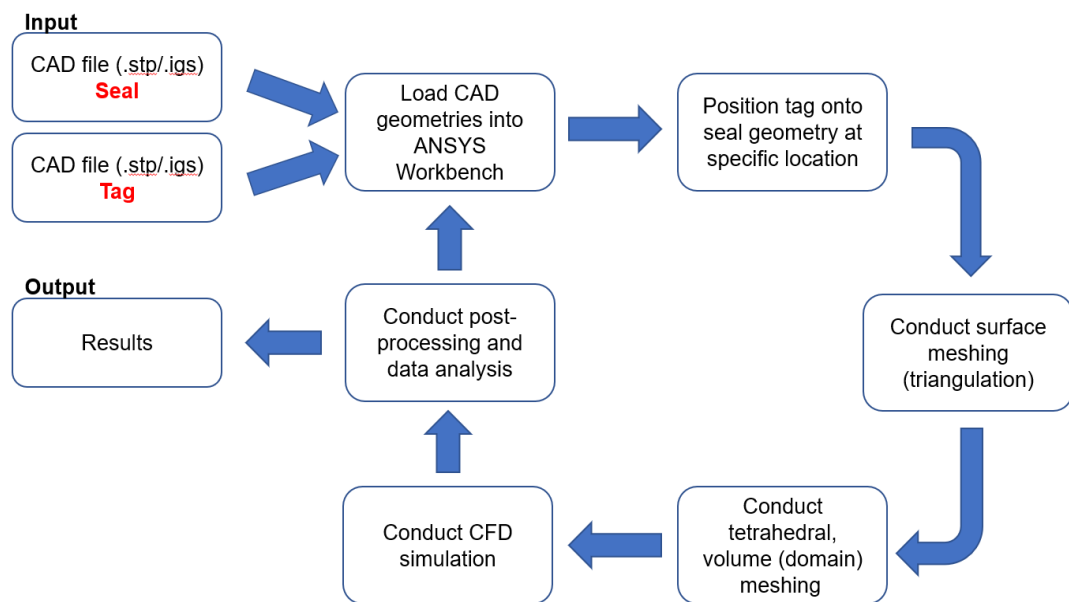 Input
CAD file (.stp/.igs)
Seal
CAD file (.stp/.igs)
Tag
Load CAD
geometries into
ANSYS
Workbench
Position tag onto
seal geometry at
specific location
Conduct surface
meshing
(triangulation)
Conduct
tetrahedral,
volume (domain)
meshing
Conduct CFD
simulation
Conduct post-
processing and
data analysis
Output
Results